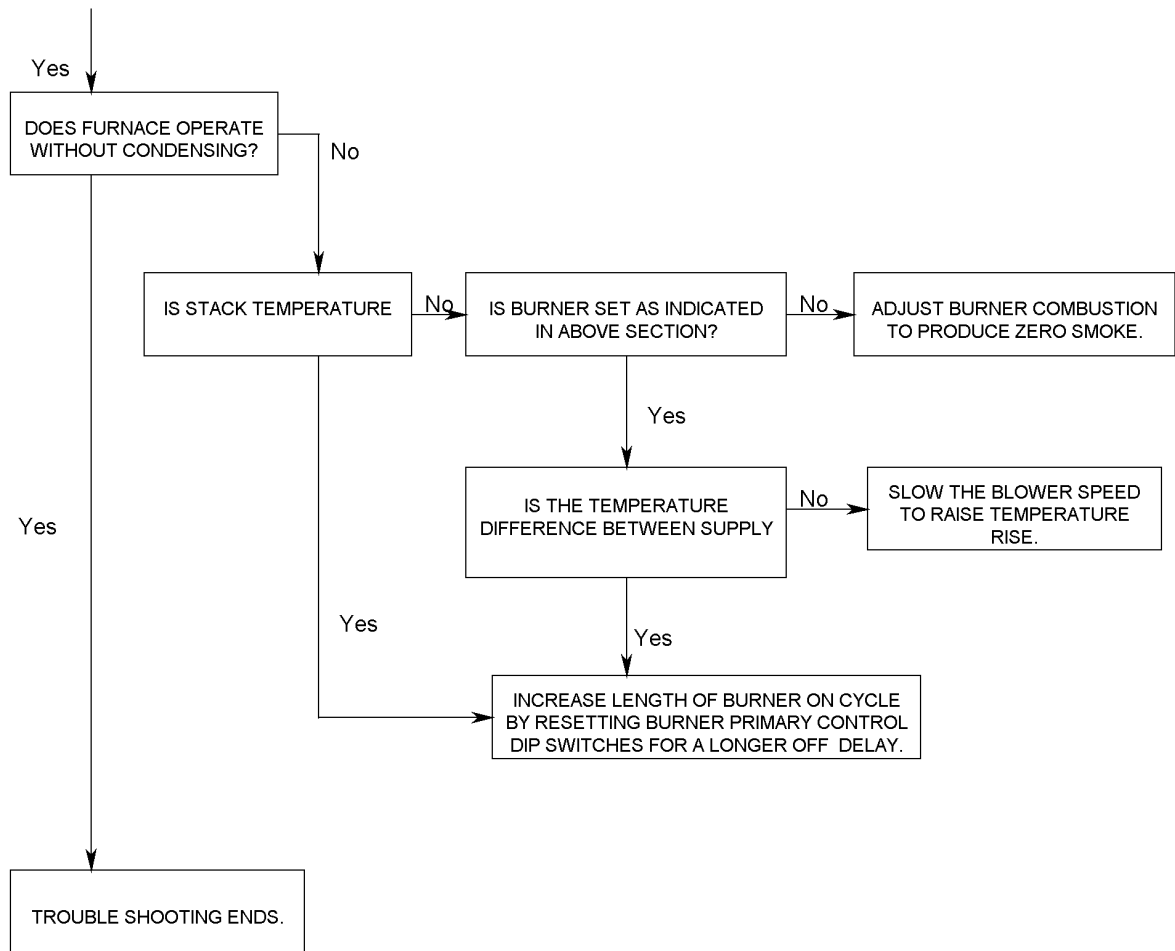 Yes
DOES FURNACE OPERATE
WITHOUT CONDENSING?
No
IS STACK TEMPERATURE
No
IS BURNER SET AS INDICATED
IN ABOVE SECTION?
No
ADJUST BURNER COMBUSTION
TO PRODUCE ZERO SMOKE.
Yes
IS THE TEMPERATURE
DIFFERENCE BETWEEN SUPPLY
No
SLOW THE BLOWER SPEED
TO RAISE TEMPERATURE
RISE.
Yes
Yes
Yes
INCREASE LENGTH OF BURNER ON CYCLE
BY RESETTING BURNER PRIMARY CONTROL
DIP SWITCHES FOR A LONGER OFF  DELAY.
TROUBLE SHOOTING ENDS.